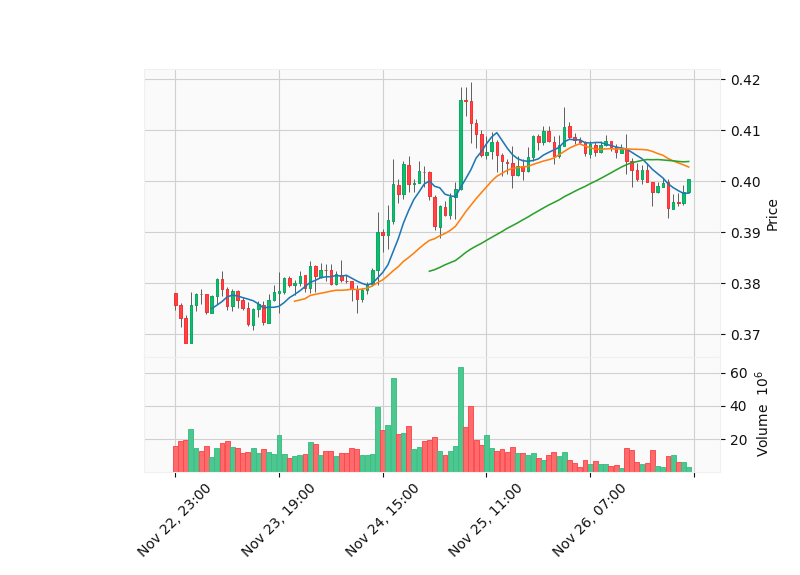 0.42
0.41
0.40
0.39
0.38
0.37
Price
60
40
20
Volume 10^6
Nov 22, 23:00
Nov 23, 19:00
Nov 24, 15:00
Nov 25, 11:00
Nov 26, 07:00